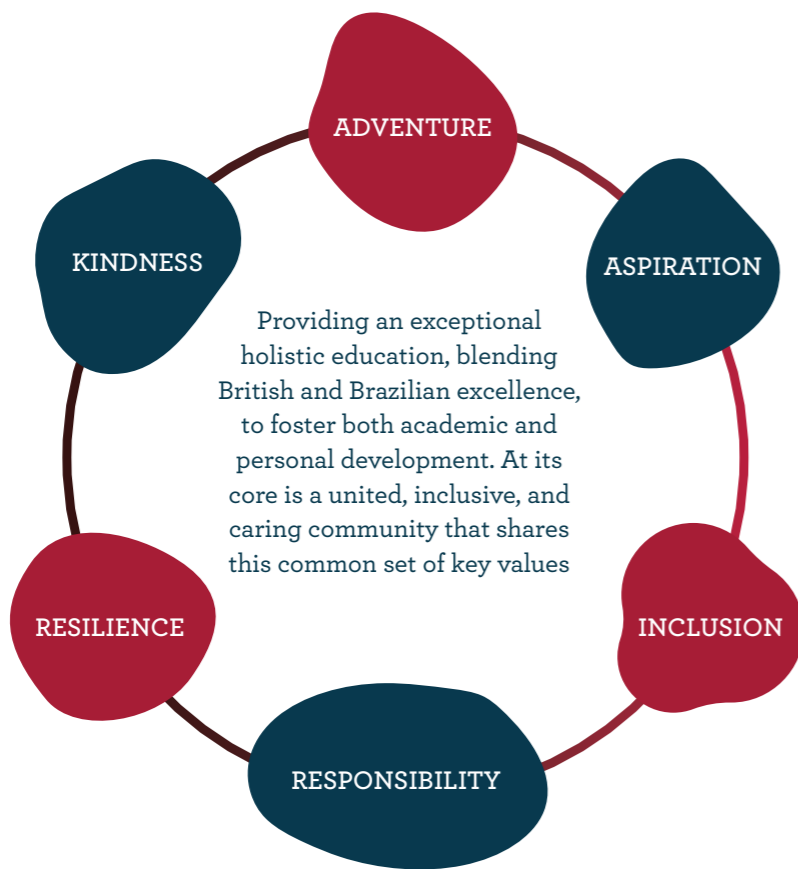 ADVENTURE
ASPIRATION
INCLUSION
RESPONSIBILITY
RESILIENCE
KINDNESS
Providing an exceptional
holistic education, blending
British and Brazilian excellence,
to foster both academic and
personal development. At its
core is a united, inclusive, and
caring community that shares
this common set of key values